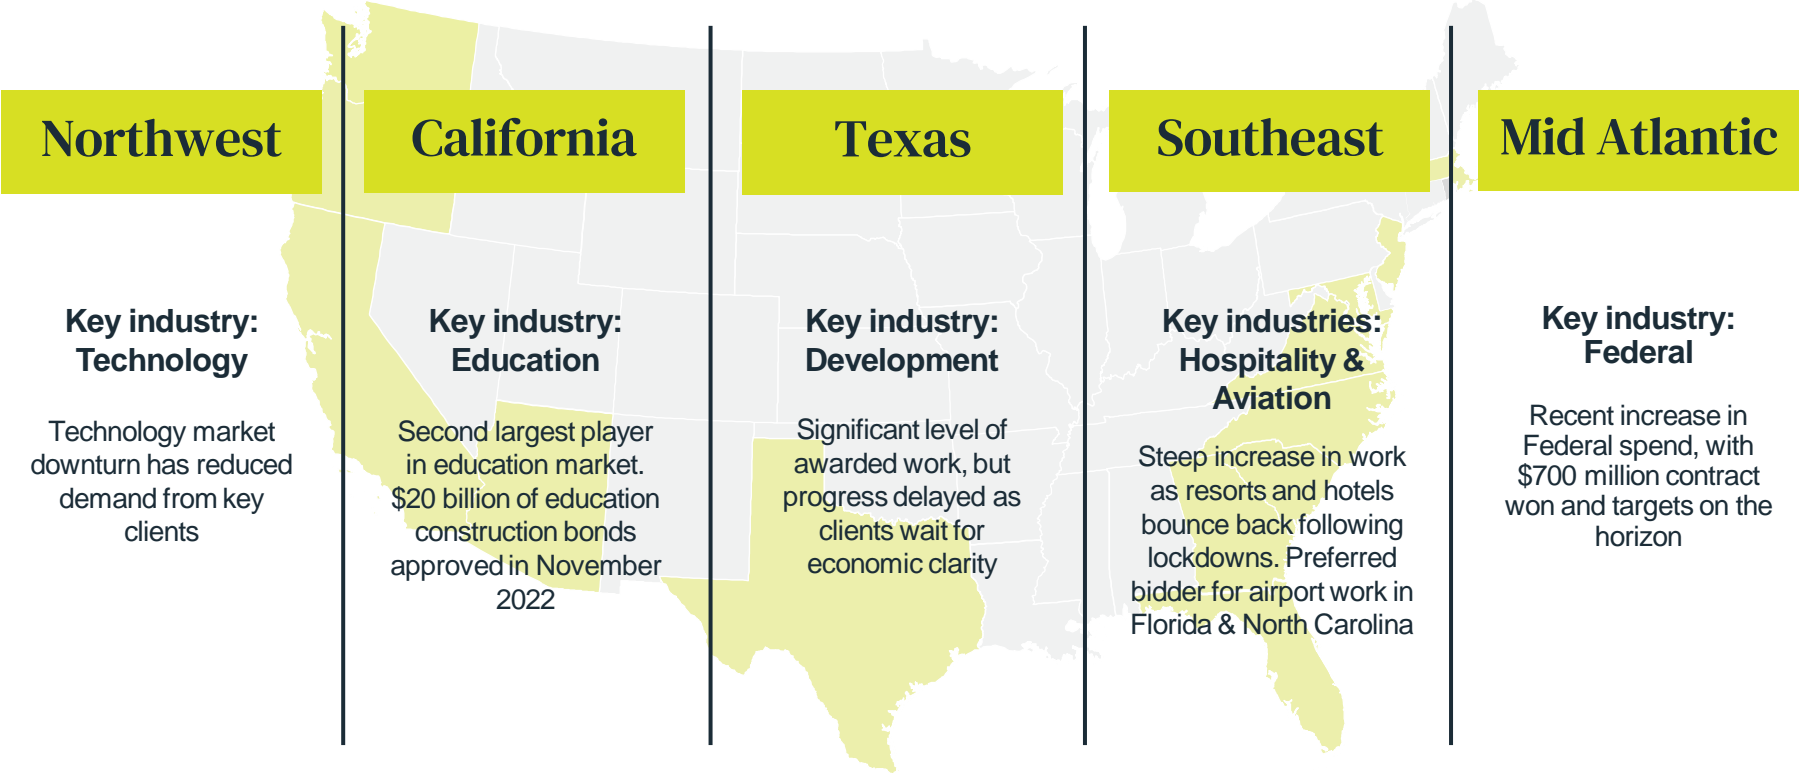 Northwest
Key industry:
Technology
Technology market
downturn has reduced
demand from key
clients
California
Key industry:
Education
Second largest player
in education market.
$20 billion of education
construction bonds
approved in November
2022
Texas
Key industry:
Development
Significant level of
awarded work, but
progress delayed as
clients wait for
economic clarity
Southeast
Key industries:
Hospitality &
Aviation
Steep increase in work
as resorts and hotels
bounce back following
lockdowns. Preferred
bidder for airport work in
Florida & North Carolina
Mid Atlantic
Key industry:
Federal
Recent increase in
Federal spend, with
$700 million contract
won and targets on the
horizon